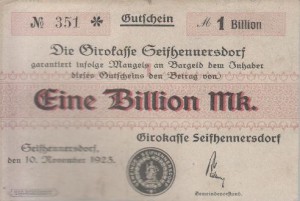 № 351 * Gutschein ℳ 1 Billion
Die Girokasse Seifhennersdorf
garantiert infolge Mangels an Bargeld dem Inhaber
dieses Gutscheins den Betrag von
Eine Billion Mk.
Seifhennersdorf,
den 10. November 1923.
Girokasse Seifhennersdorf
Gemeindevorstand.